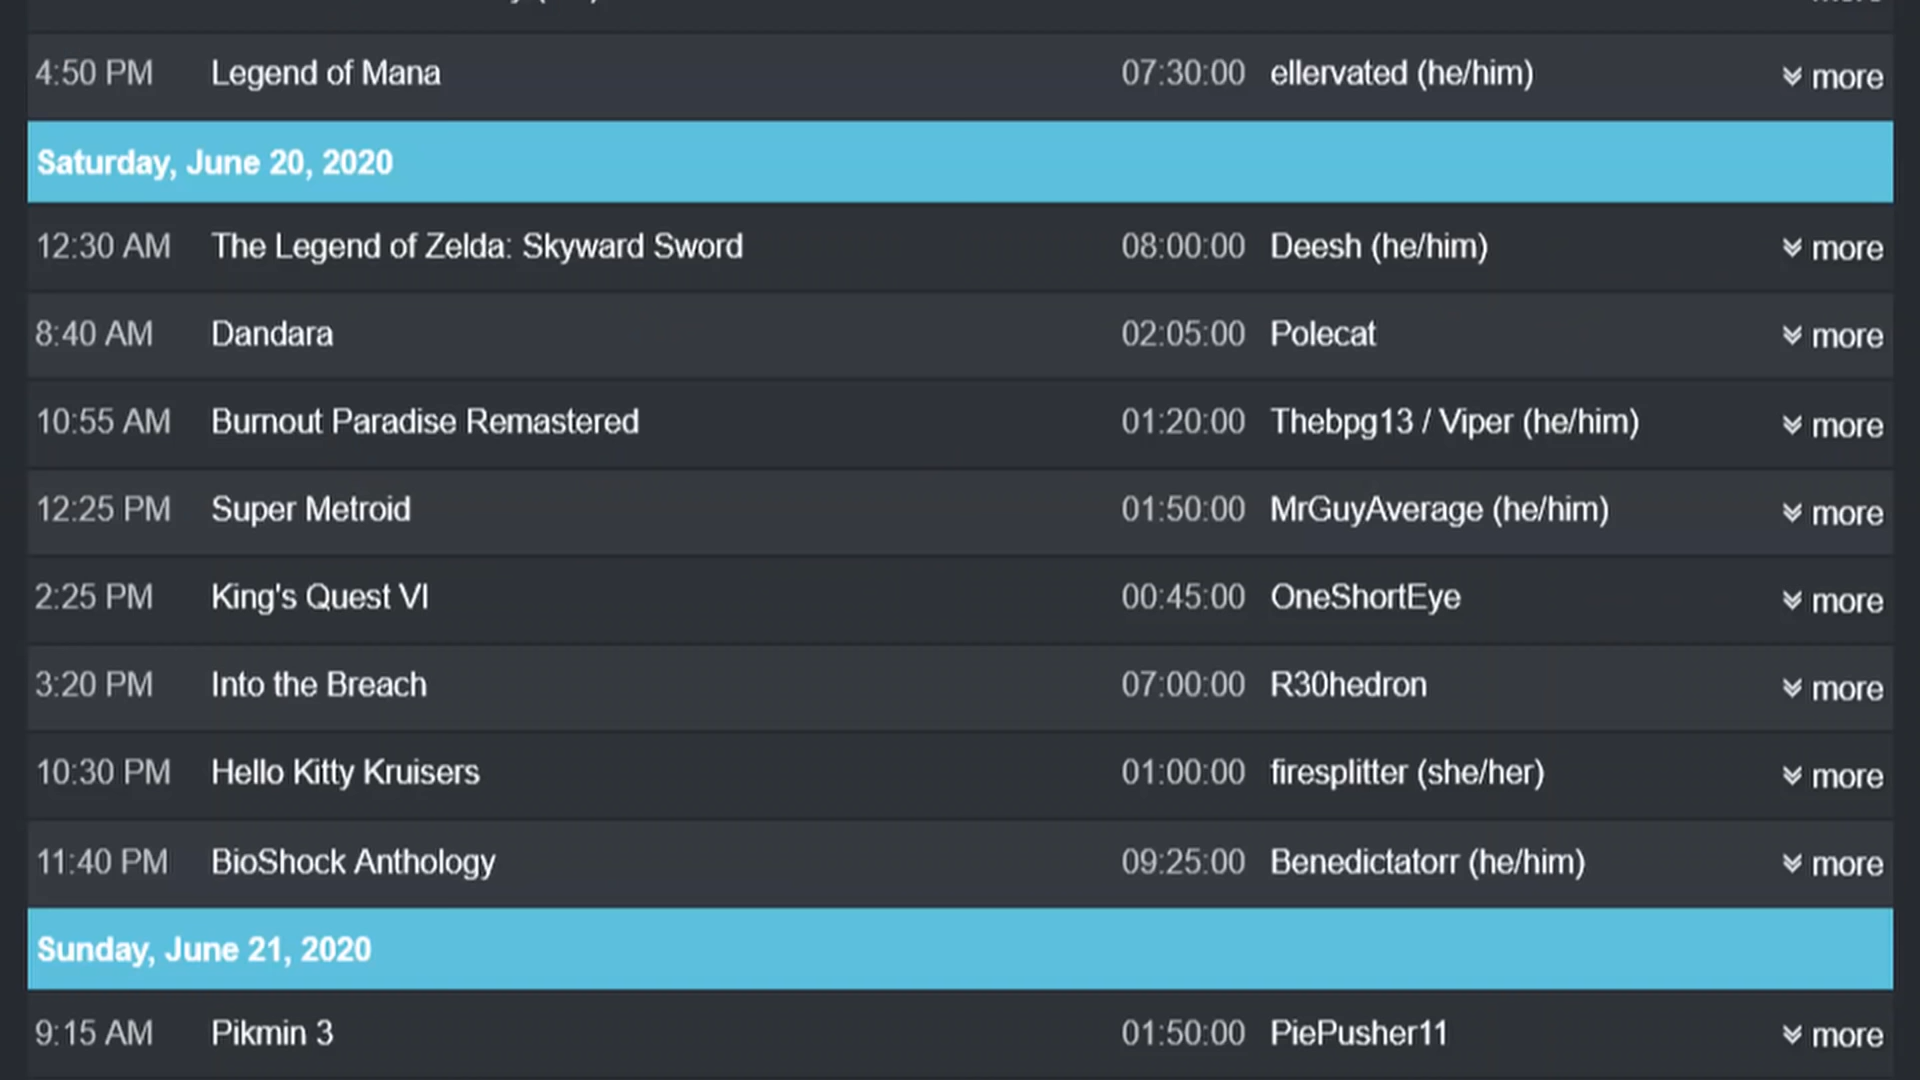 4:50 PM Legend of Mana 07:30:00 ellervated (he/him) more
Saturday, June 20, 2020
12:30 AM The Legend of Zelda: Skyward Sword 08:00:00 Deesh (he/him) more
8:40 AM Dandara 02:05:00 Polecat more
10:55 AM Burnout Paradise Remastered 01:20:00 Thebpg13 / Viper (he/him) more
12:25 PM Super Metroid 01:50:00 MrGuyAverage (he/him) more
2:25 PM King's Quest VI 00:45:00 OneShortEye more
3:20 PM Into the Breach 07:00:00 R30hedron more
10:30 PM Hello Kitty Kruisers 01:00:00 firesplitter (she/her) more
11:40 PM BioShock Anthology 09:25:00 Benedictatorr (he/him) more
Sunday, June 21, 2020
9:15 AM Pikmin 3 01:50:00 PiePusher11 more